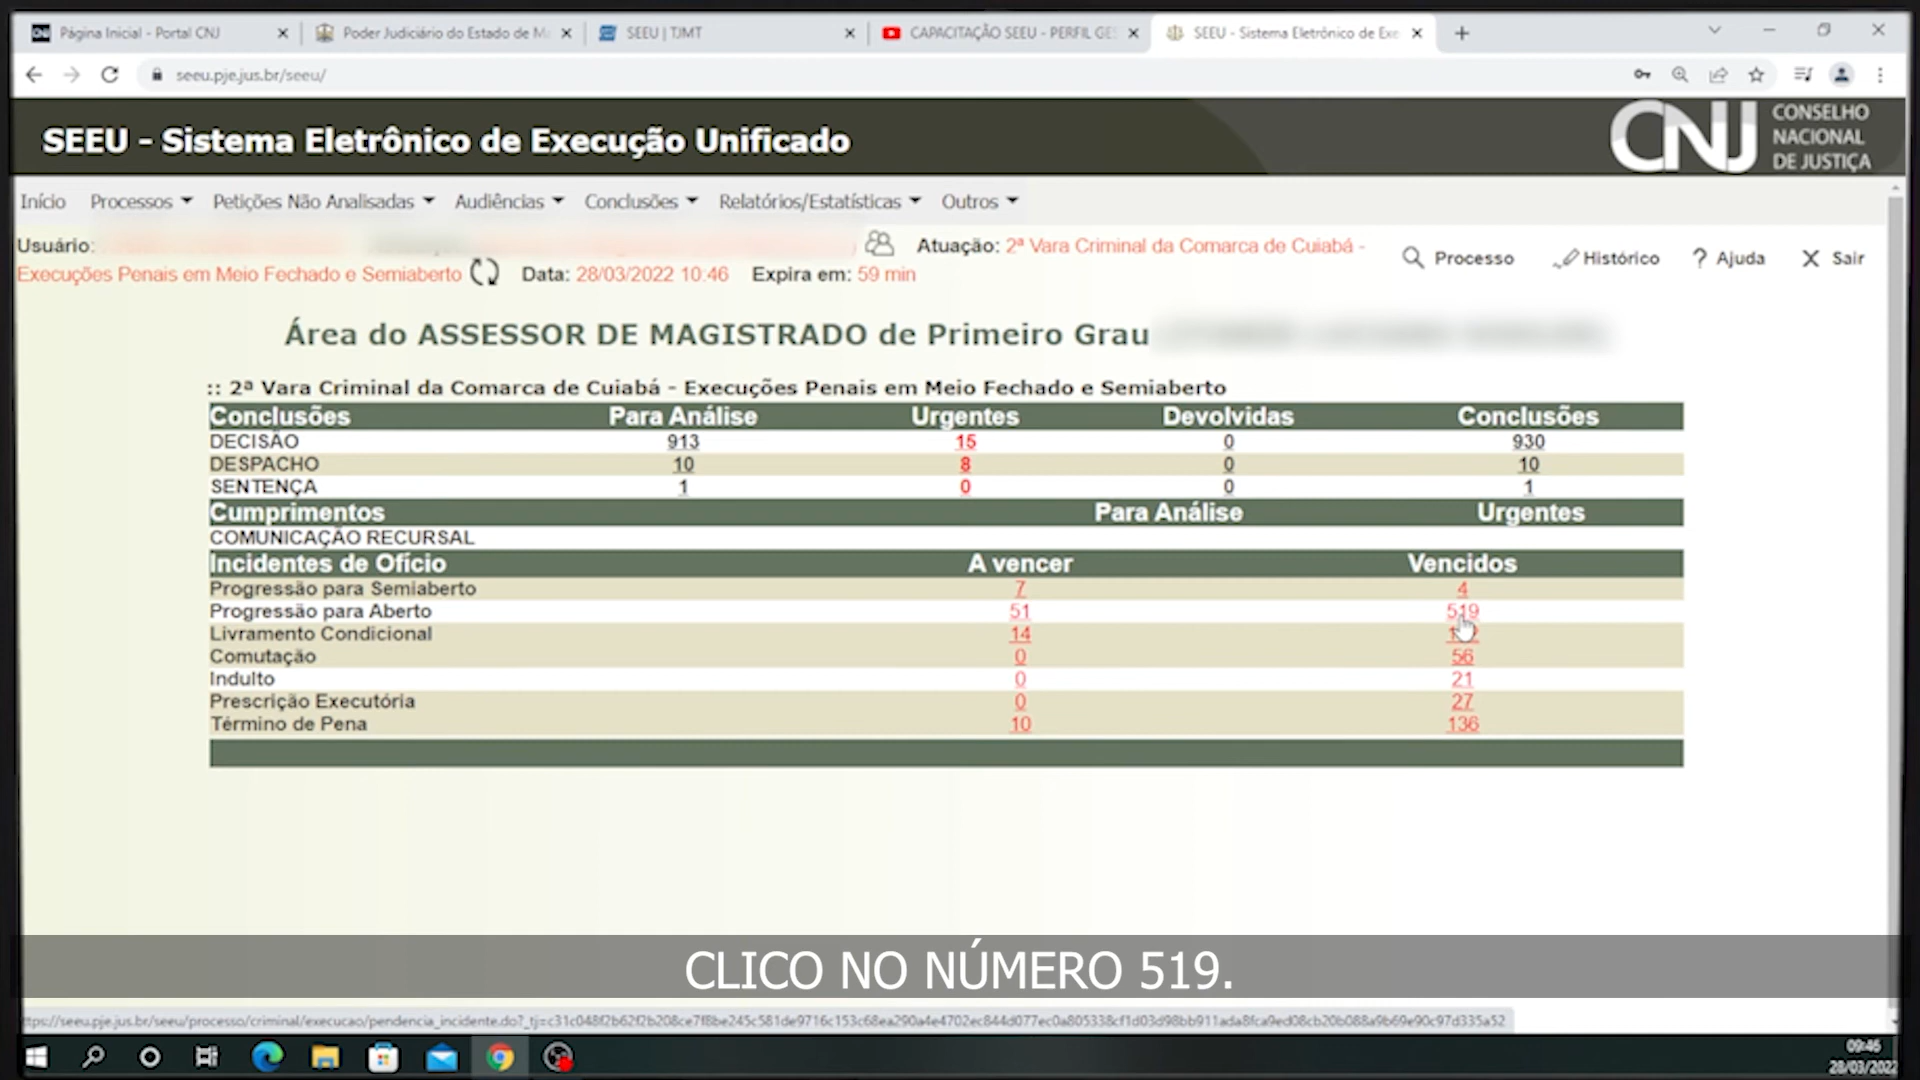 Página Inicial - Portal CNJ
Poder Judiciário do Estado de M
SEEU | TJMT
CAPACITAÇÃO SEEU - PERFIL GE
SEEU - Sistema Eletrônico de Exe
seeu.pje.jus.br/seeu/
SEEU - Sistema Eletrônico de Execução Unificado
CNJ CONSELHO
NACIONAL
DE JUSTIÇA
Início Processos Petições Não Analisadas Audiências Conclusões Relatórios/Estatísticas Outros
Usuário: Atuação: 2ª Vara Criminal da Comarca de Cuiabá -
Execuções Penais em Meio Fechado e Semiaberto Data: 28/03/2022 10:46 Expira em: 59 min
Processo Histórico ? Ajuda X Sair
Área do ASSESSOR DE MAGISTRADO de Primeiro Grau
:: 2ª Vara Criminal da Comarca de Cuiabá - Execuções Penais em Meio Fechado e Semiaberto
Conclusões Para Análise Urgentes Devolvidas Conclusões
DECISÃO 913 15 0 930
DESPACHO 10 8 0 10
SENTENÇA 1 0 0 1
Cumprimentos Para Análise Urgentes
COMUNICAÇÃO RECURSAL
Incidentes de Ofício A vencer Vencidos
Progressão para Semiaberto 7 4
Progressão para Aberto 51 519
Livramento Condicional 14
Comutação 0 56
Indulto 0 21
Prescrição Executória 0 27
Término de Pena 10 136
CLICO NO NÚMERO 519.
09:46
28/03/2022